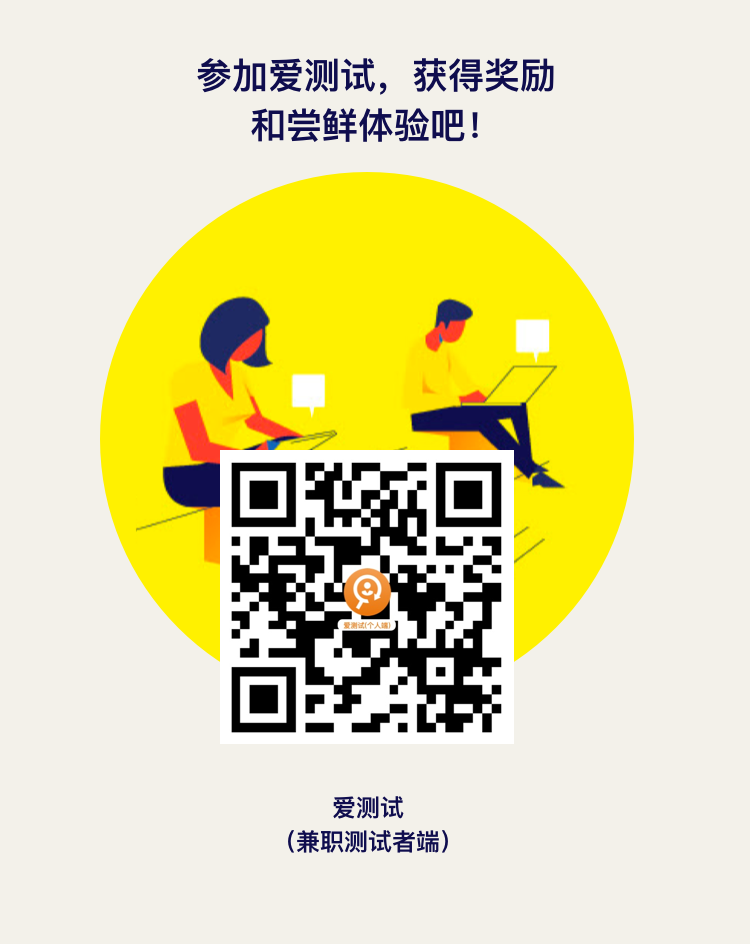 参加爱测试，获得奖励
和尝鲜体验吧！
爱测试(个人端)
爱测试
（兼职测试者端）